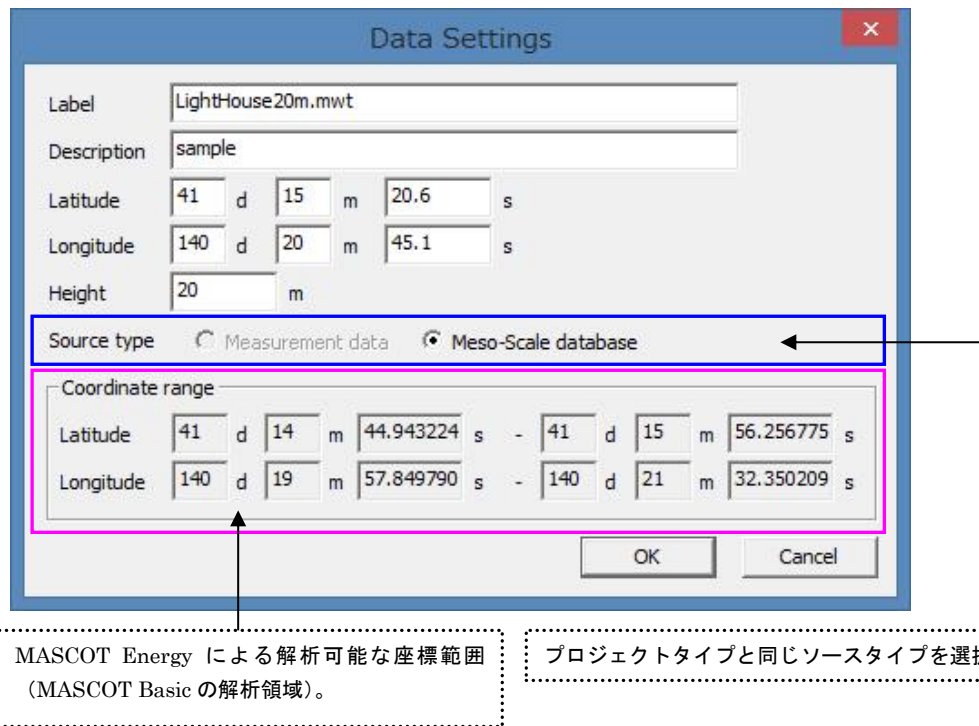 Data Settings
Label LightHouse20m.mwt
Description sample
Latitude 41 d 15 m 20.6 s
Longitude 140 d 20 m 45.1 s
Height 20 m
Source type Measurement data Meso-Scale database
Coordinate range
Latitude 41 d 14 m 44.943224 s - 41 d 15 m 56.256775 s
Longitude 140 d 19 m 57.849790 s - 140 d 21 m 32.350209 s
OK Cancel
MASCOT Energy による解析可能な座標範囲
（MASCOT Basic の解析領域）。
プロジェクトタイプと同じソースタイプを選